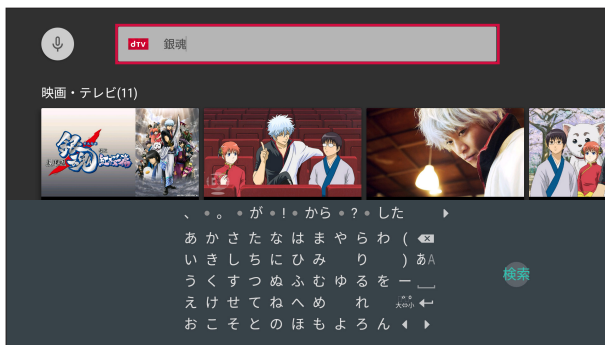 dTV 銀魂
映画・テレビ(11)
銀魂
、 。 が ! から ? した
あ か さ た な は ま や ら わ (
い き し ち に ひ み り ) あA
う く す つ ぬ ふ む ゆ る を ー
検索
え け せ て ね へ め れ 大⇔小
お こ そ と の ほ も よ ろ ん